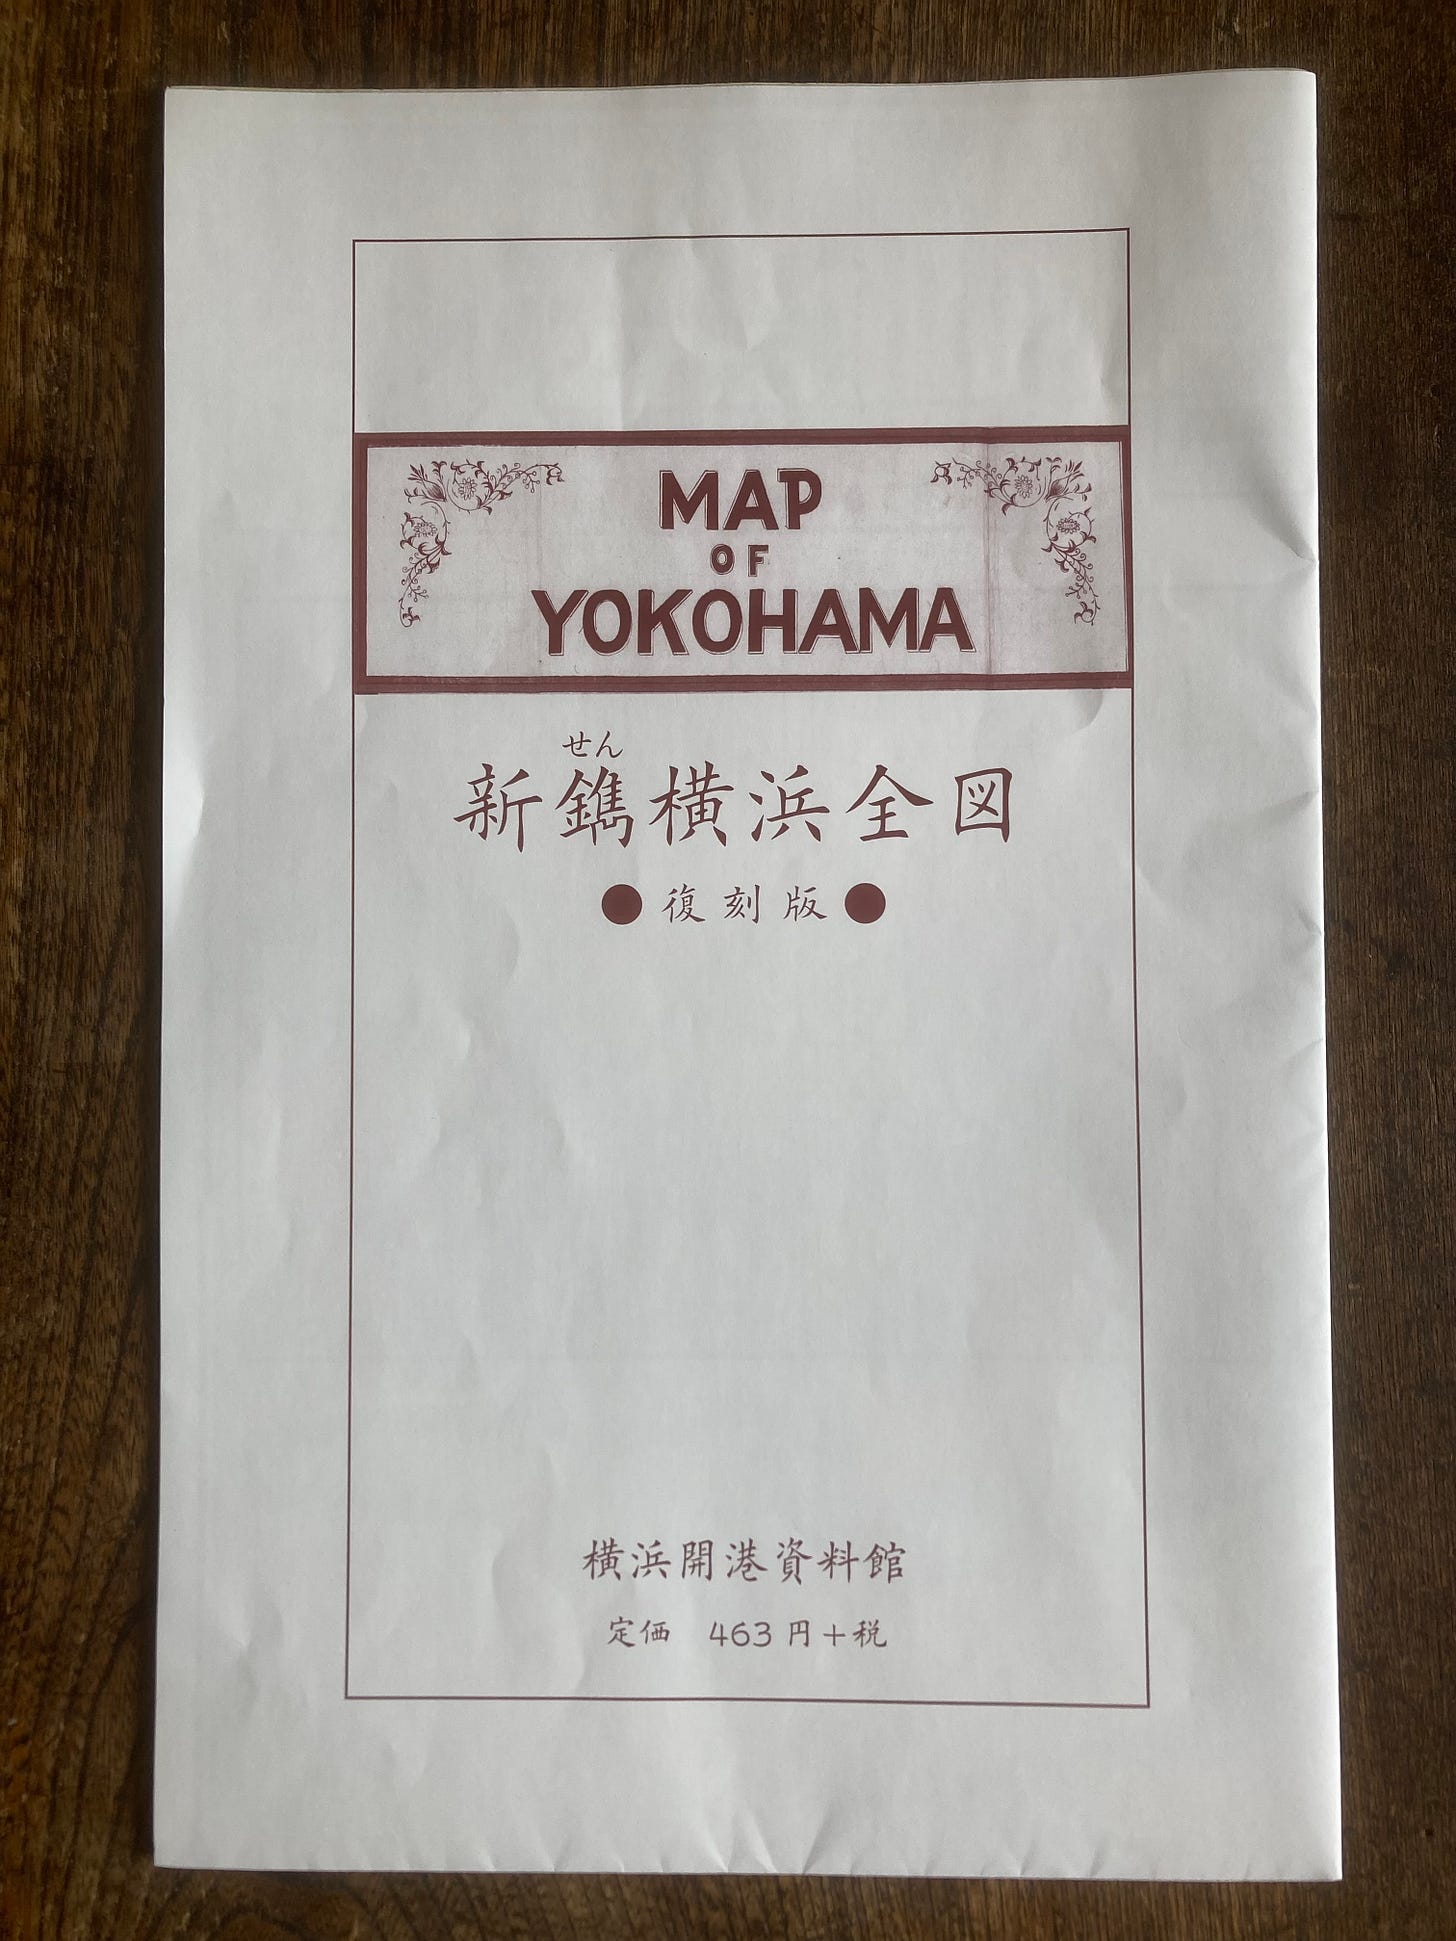 MAP
OF
YOKOHAMA
せん
新鐫横浜全図
●復刻版●
横浜開港資料館
定価 463円+税